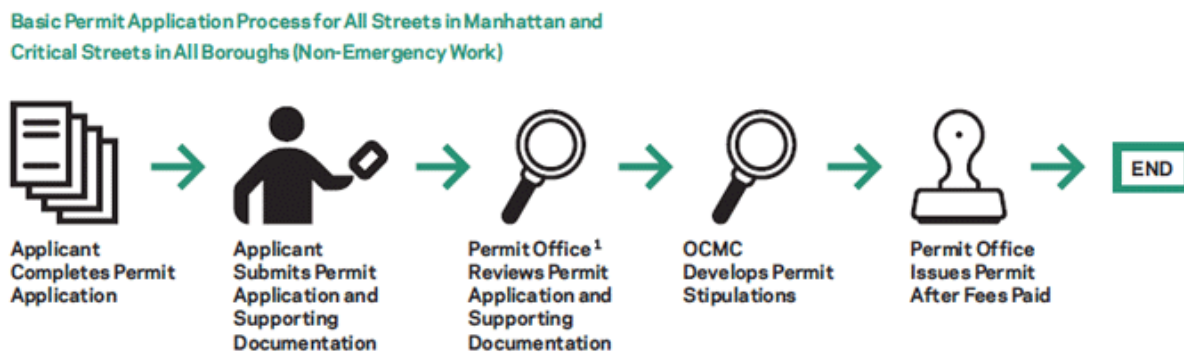 Basic Permit Application Process for All Streets in Manhattan and
Critical Streets in All Boroughs (Non-Emergency Work)
END
Applicant
Completes Permit
Application
Applicant
Submits Permit
Application and
Supporting
Documentation
Permit Office 1
Reviews Permit
Application and
Supporting
Documentation
OCMC
Develops Permit
Stipulations
Permit Office
Issues Permit
After Fees Paid